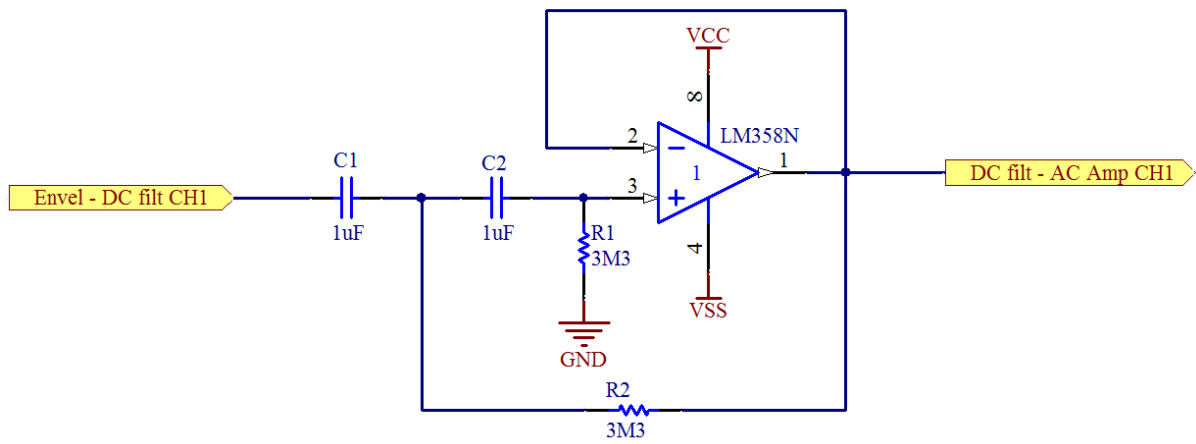 VCC
8
LM358N
2
1
1
3
4
VSS
C1
1uF
C2
1uF
Envel - DC filt CH1
DC filt - AC Amp CH1
R1
3M3
GND
R2
3M3